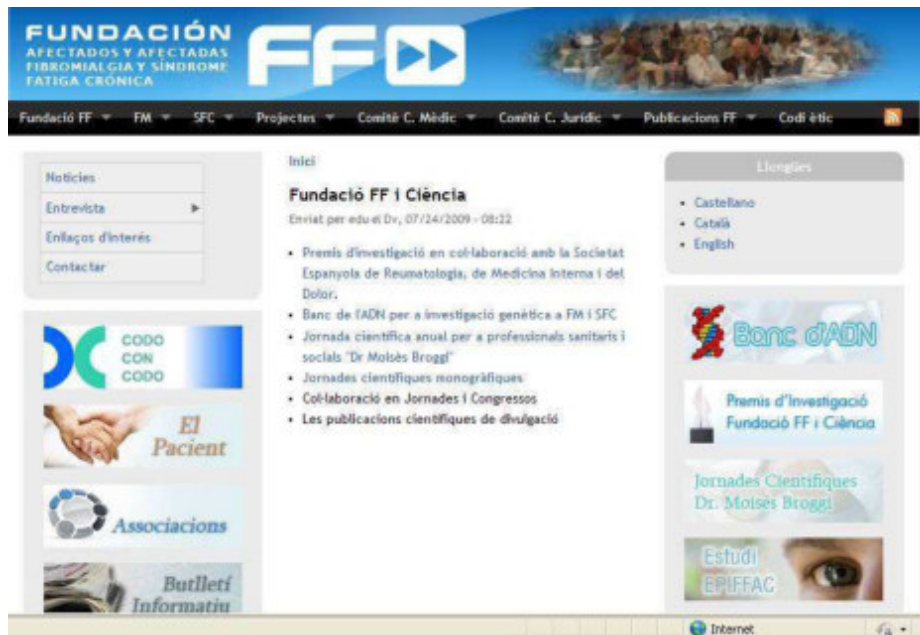 FUNDACIÓN
AFECTADOS Y AFECTADAS
FIBROMIALGIA Y SÍNDROME
FATIGA CRÓNICA
FF
Fundació FF FM SFC Projectes Comitè C. Mèdic Comitè C. Jurídic Publicacions FF Codi ètic
Notícies
Entrevista
Enllaços d'interés
Contactar
CODO
CON
CODO
El
Pacient
Associacions
Butlletí
Informatiu
Inici
Fundació FF i Ciència
Enviat per edu el Dv, 07/24/2009 - 08:22
• Premis d'investigació en col·laboració amb la Societat
Espanyola de Reumatologia, de Medicina Interna i del
Dolor.
• Banc de l'ADN per a investigació genètica a FM i SFC
• Jornada científica anual per a professionals sanitaris i
socials "Dr Moisès Broggi"
• Jornades científiques monogràfiques
• Col·laboració en Jornades i Congressos
• Les publicacions científiques de divulgació
Llengües
• Castellano
• Català
• English
Banc d'ADN
Premis d'Investigació
Fundació FF i Ciència
Jornades Científiques
Dr. Moisès Broggi
Estudi
EPIFFAC
Internet